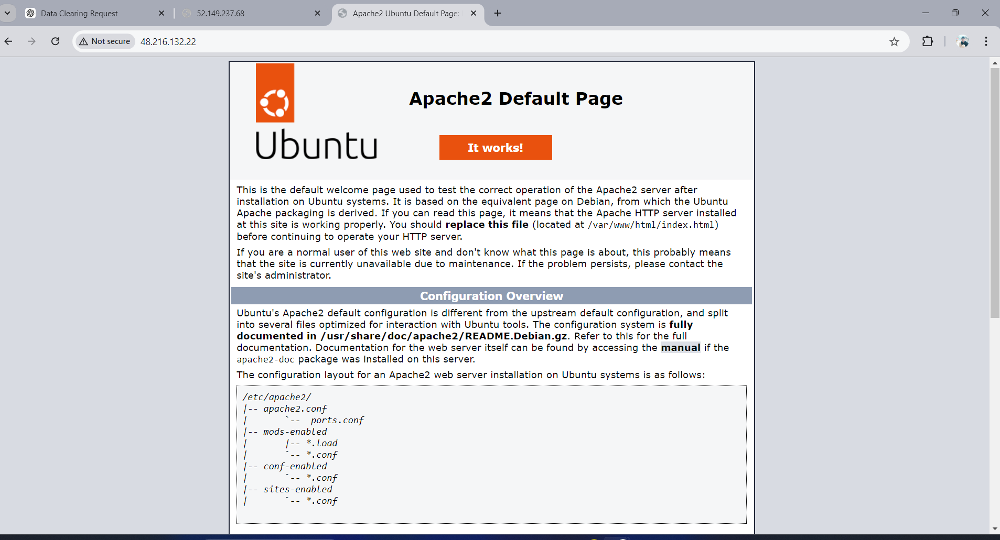 Data Clearing Request
52.149.237.68
Apache2 Ubuntu Default Page:
Not secure
48.216.132.22
Ubuntu
Apache2 Default Page
It works!
This is the default welcome page used to test the correct operation of the Apache2 server after
installation on Ubuntu systems. It is based on the equivalent page on Debian, from which the Ubuntu
Apache packaging is derived. If you can read this page, it means that the Apache HTTP server installed
at this site is working properly. You should replace this file (located at /var/www/html/index.html)
before continuing to operate your HTTP server.
If you are a normal user of this web site and don't know what this page is about, this probably means
that the site is currently unavailable due to maintenance. If the problem persists, please contact the
site's administrator.
Configuration Overview
Ubuntu's Apache2 default configuration is different from the upstream default configuration, and split
into several files optimized for interaction with Ubuntu tools. The configuration system is fully
documented in /usr/share/doc/apache2/README.Debian.gz. Refer to this for the full
documentation. Documentation for the web server itself can be found by accessing the manual if the
apache2-doc package was installed on this server.
The configuration layout for an Apache2 web server installation on Ubuntu systems is as follows:
/etc/apache2/
|-- apache2.conf
|       `--  ports.conf
|-- mods-enabled
|       |-- *.load
|       `-- *.conf
|-- conf-enabled
|       `-- *.conf
|-- sites-enabled
|       `-- *.conf